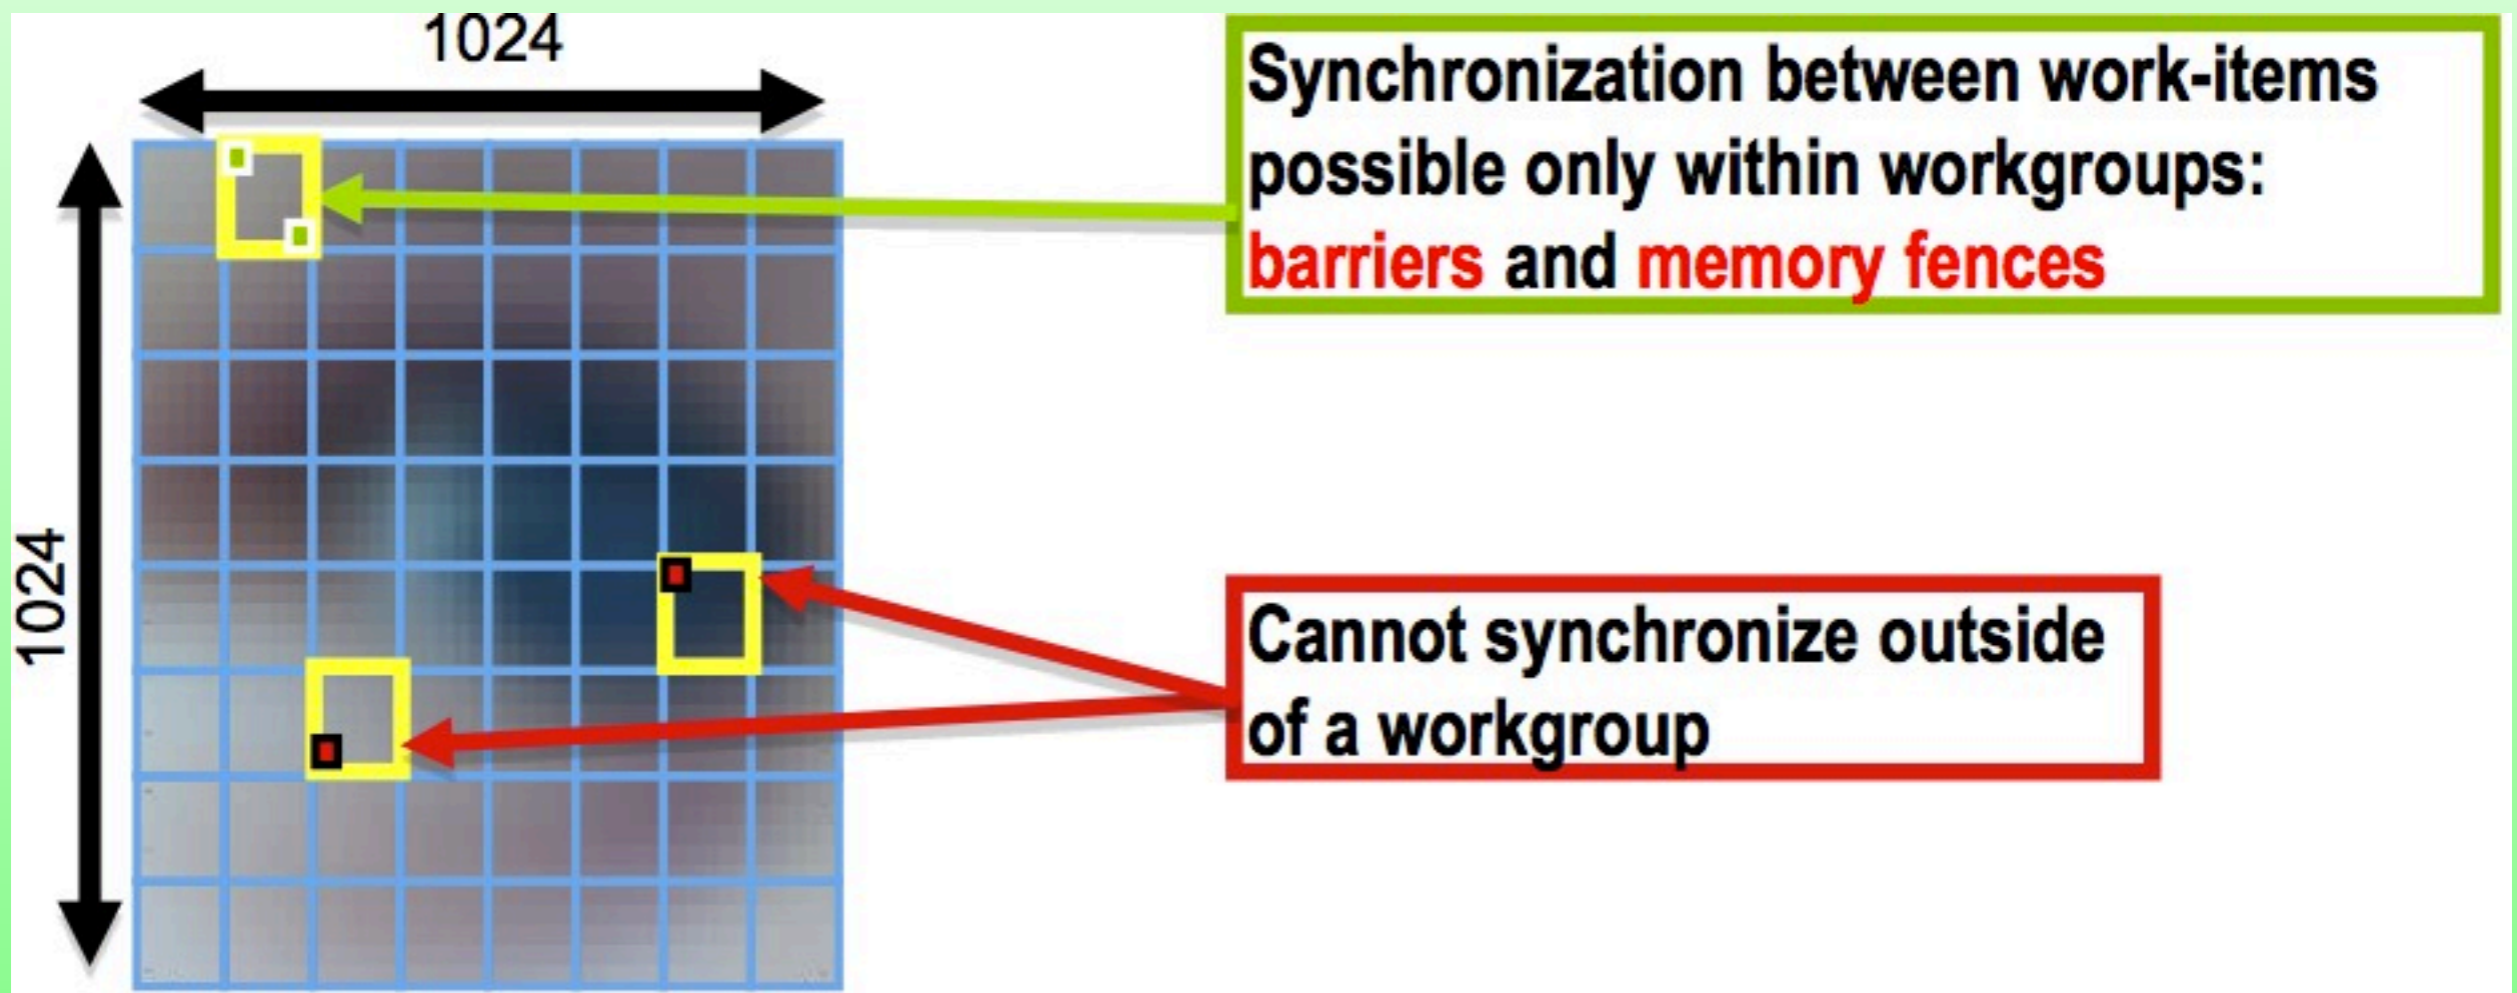 1024
1024
Synchronization between work-items
possible only within workgroups:
barriers and memory fences
Cannot synchronize outside
of a workgroup